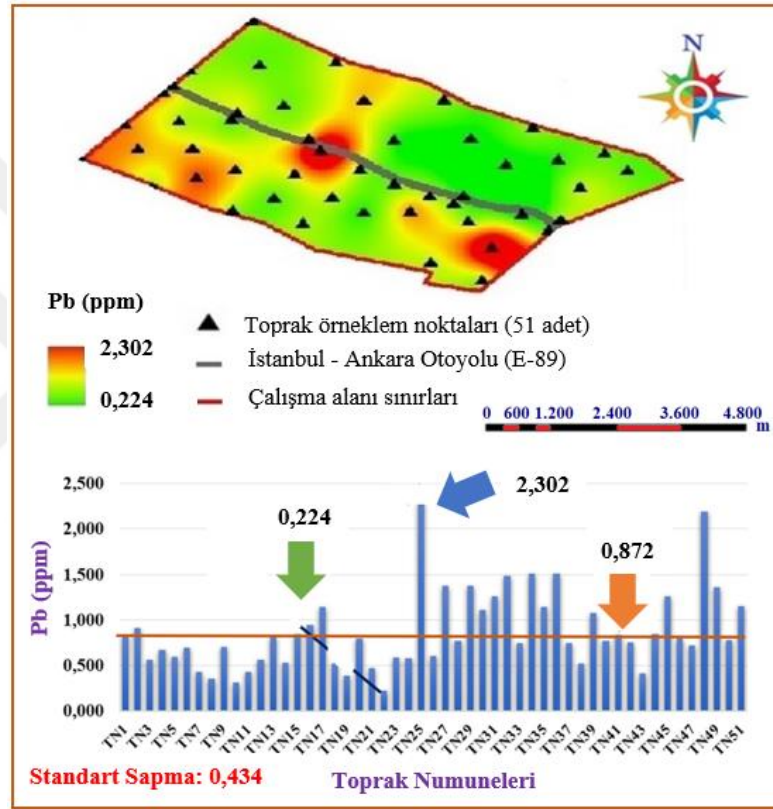 N
Pb (ppm)
2,302
0,224
Toprak örneklem noktaları (51 adet)
İstanbul - Ankara Otoyolu (E-89)
Çalışma alanı sınırları
0 600 1.200 2.400 3.600 4.800
m
2,302
0,224
0,872
Pb (ppm)
2,500
2,000
1,500
1,000
0,500
0,000
TN1 TN3 TN5 TN7 TN9 TN11 TN13 TN15 TN17 TN19 TN21 TN23 TN25 TN27 TN29 TN31 TN33 TN35 TN37 TN39 TN41 TN43 TN45 TN47 TN49 TN51
Standart Sapma: 0,434
Toprak Numuneleri